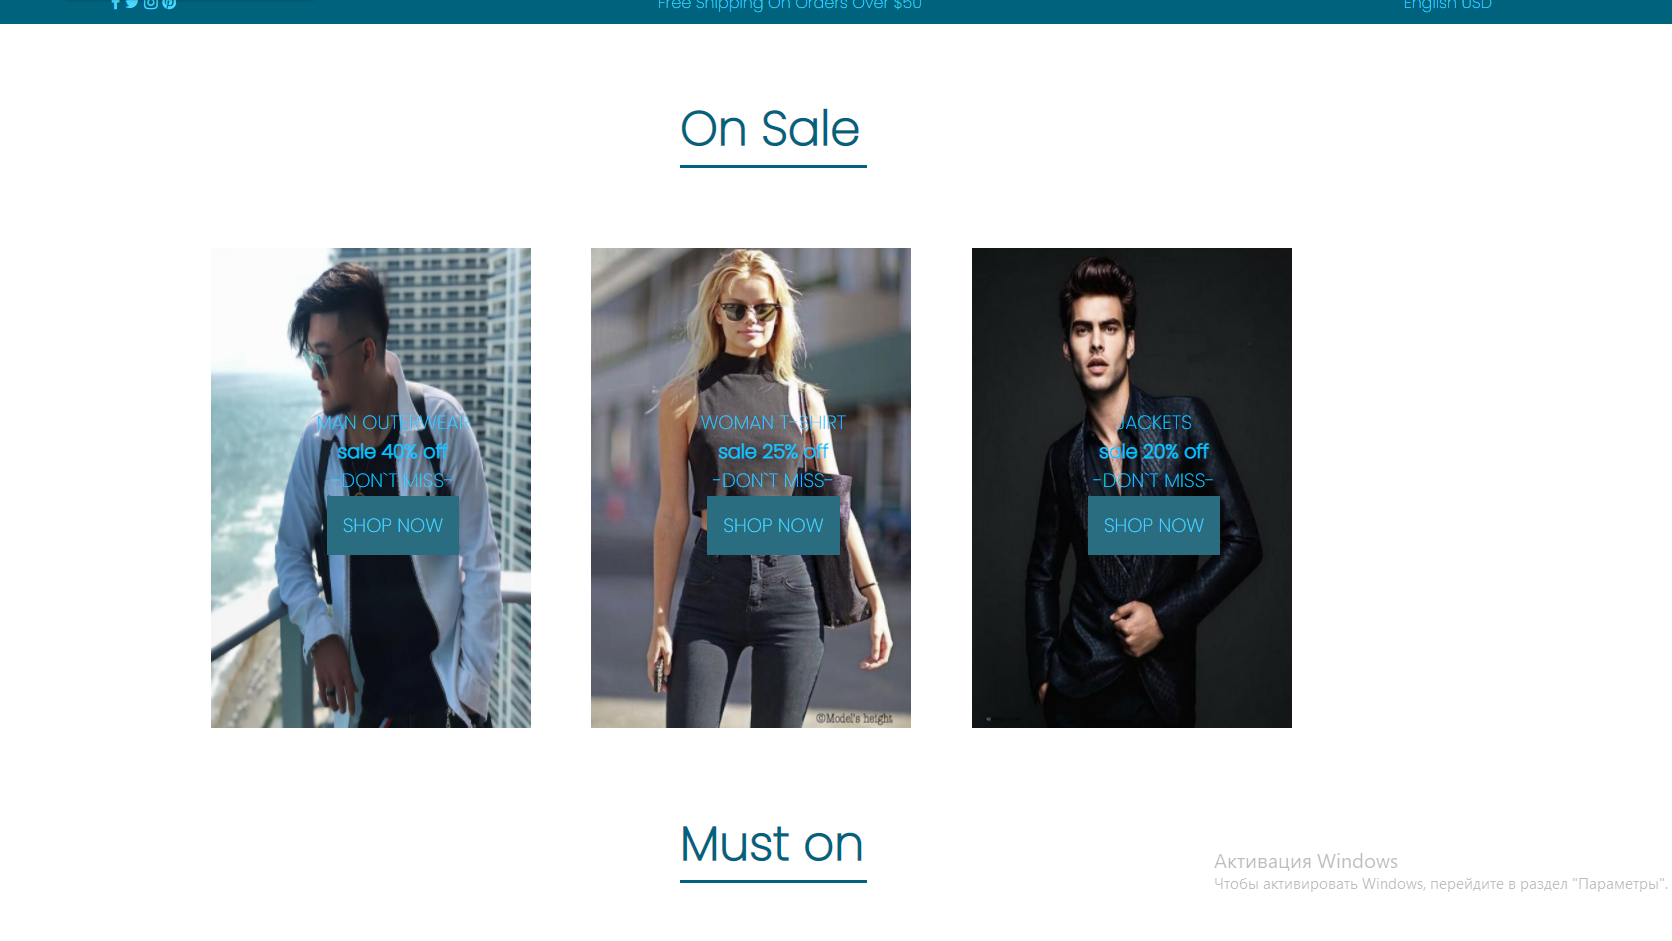 Free Shipping On Orders Over $50
English USD
On Sale
MAN OUTERWEAR
sale 40% off
-DON`T MISS-
SHOP NOW
WOMAN T-SHIRT
sale 25% off
-DON`T MISS-
SHOP NOW
©Model's height
JACKETS
sale 20% off
-DON`T MISS-
SHOP NOW
Must on
Активация Windows
Чтобы активировать Windows, перейдите в раздел "Параметры".